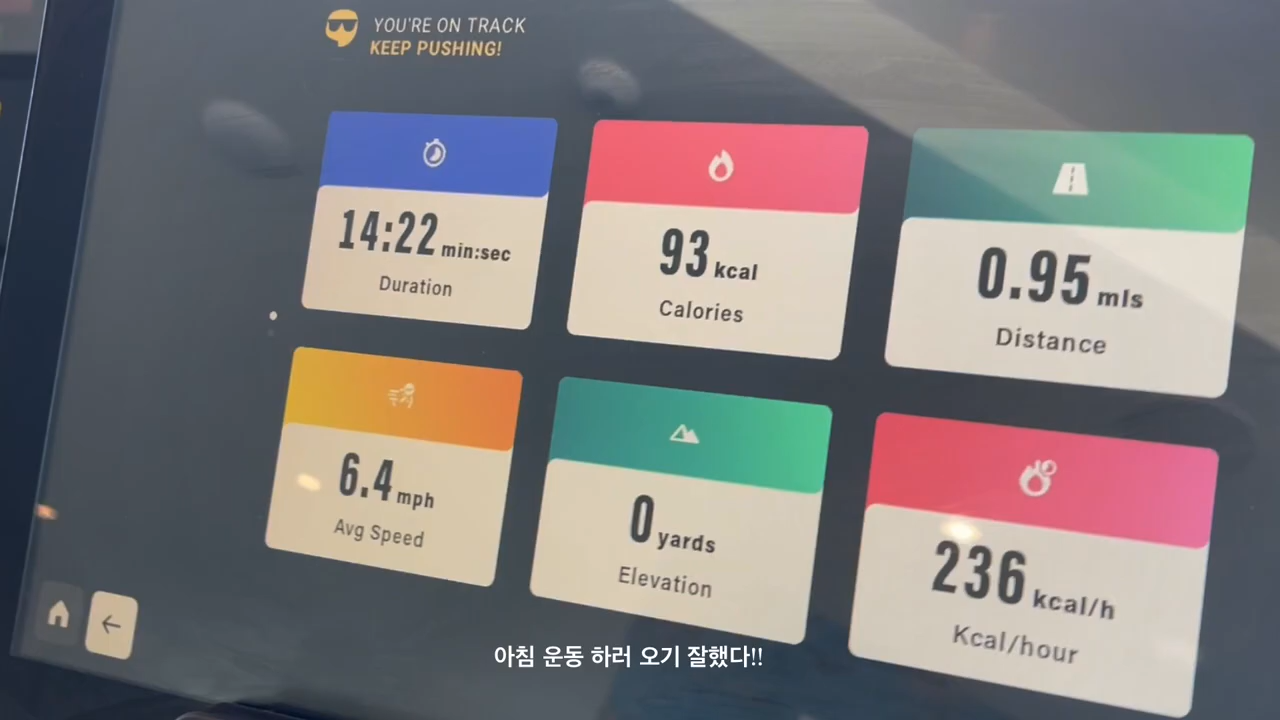 YOU'RE ON TRACK
KEEP PUSHING!
14:22 min:sec
Duration
93 kcal
Calories
0.95 mls
Distance
6.4 mph
Avg Speed
0 yards
Elevation
236 kcal/h
Kcal/hour
아침 운동 하러 오기 잘했다!!